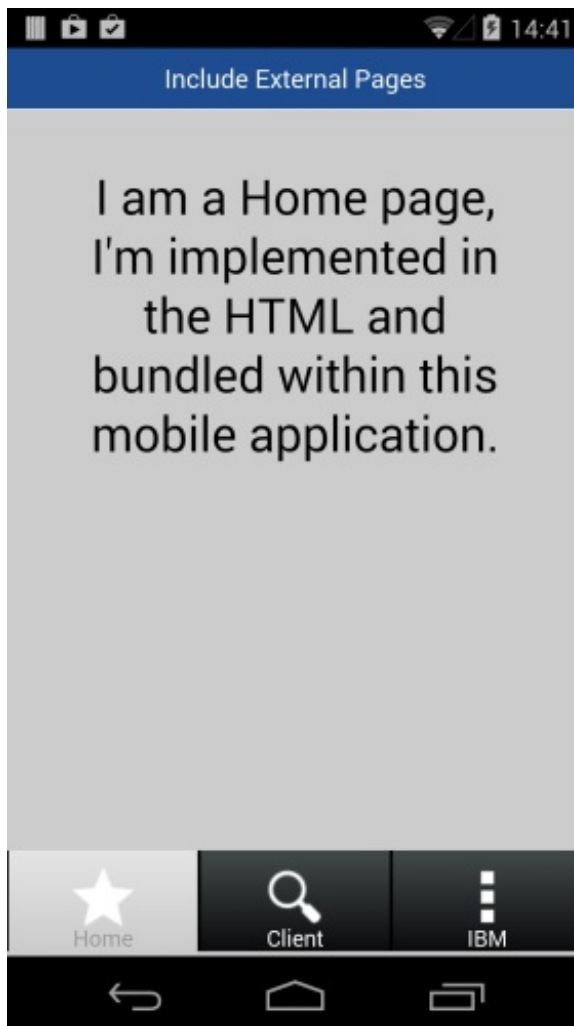 14:41
Include External Pages
I am a Home page,
I'm implemented in
the HTML and
bundled within this
mobile application.
Home
Client
IBM